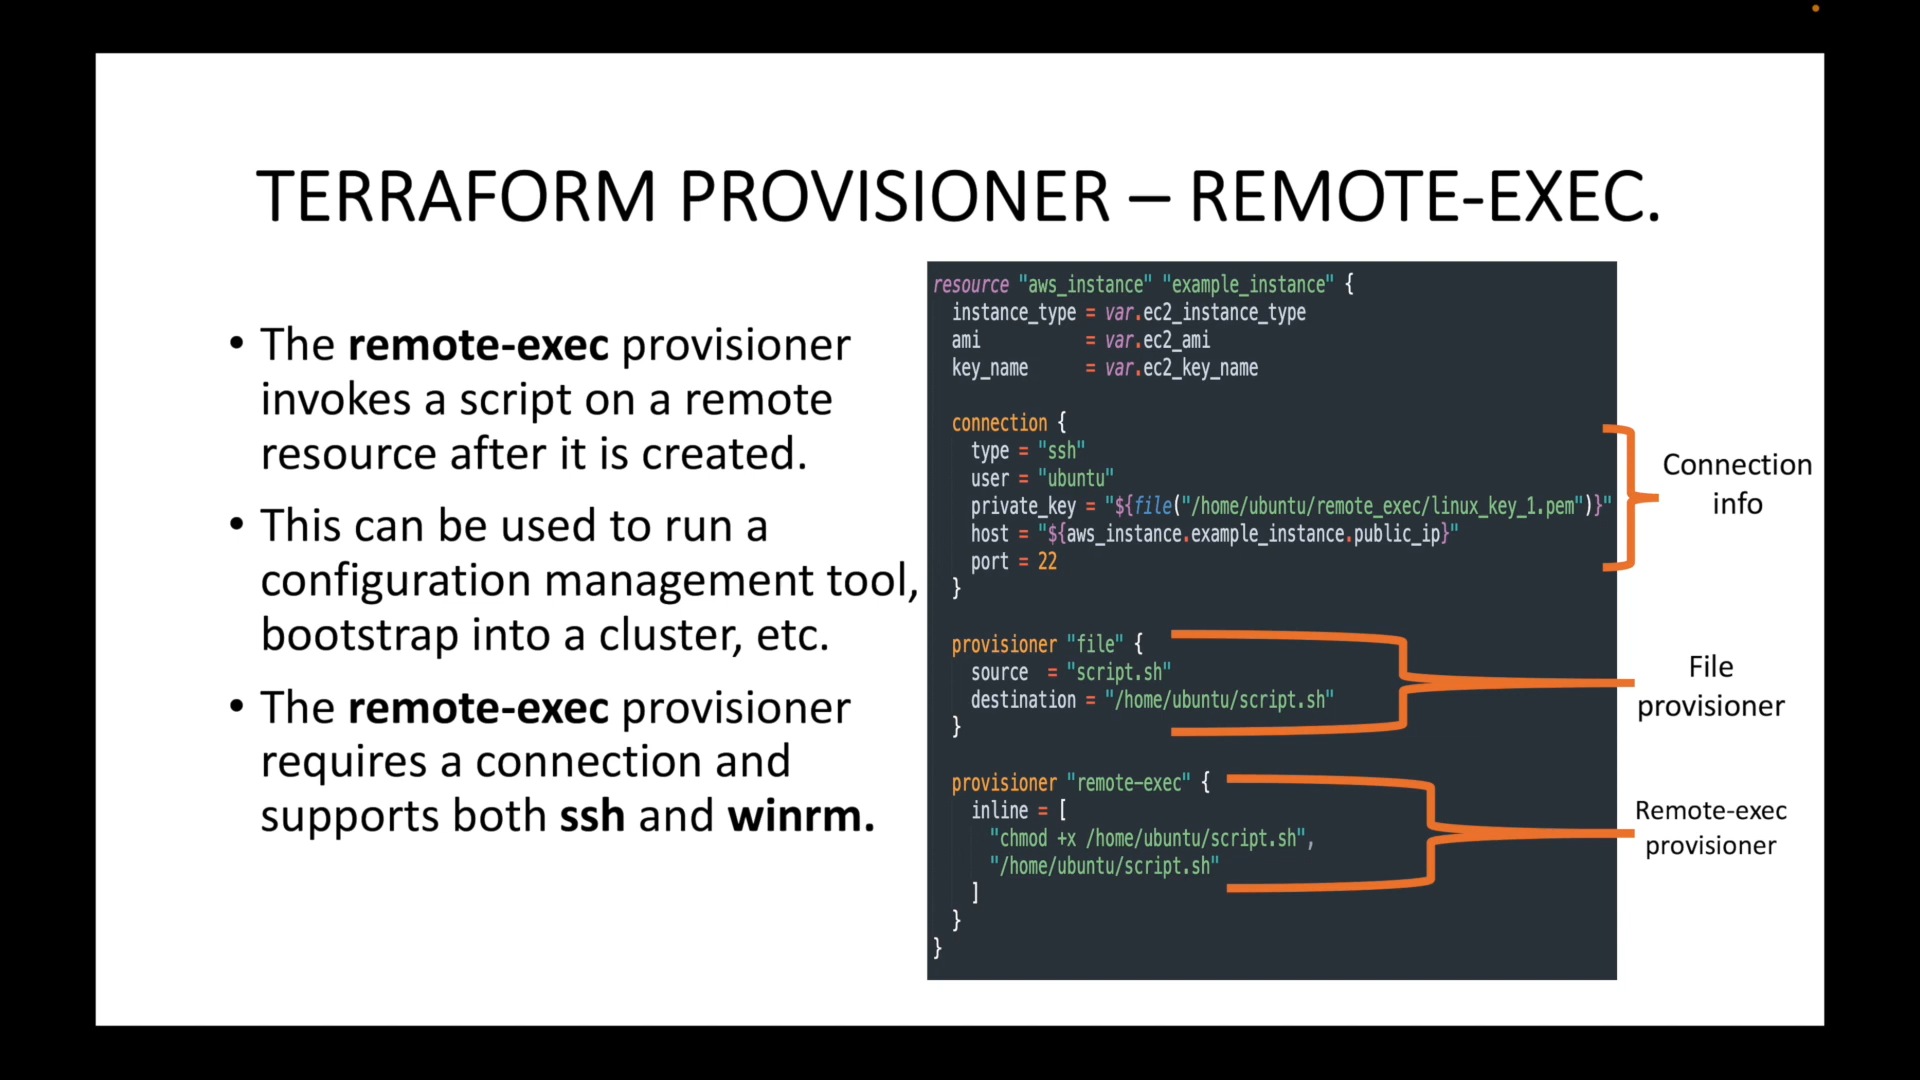 TERRAFORM PROVISIONER – REMOTE-EXEC.
• The remote-exec provisioner
invokes a script on a remote
resource after it is created.
• This can be used to run a
configuration management tool,
bootstrap into a cluster, etc.
• The remote-exec provisioner
requires a connection and
supports both ssh and winrm.
resource "aws_instance" "example_instance" {
  instance_type = var.ec2_instance_type
  ami           = var.ec2_ami
  key_name      = var.ec2_key_name

  connection {
    type = "ssh"
    user = "ubuntu"
    private_key = "${file("/home/ubuntu/remote_exec/linux_key_1.pem")}"
    host = "${aws_instance.example_instance.public_ip}"
    port = 22
  }

  provisioner "file" {
    source  = "script.sh"
    destination = "/home/ubuntu/script.sh"
  }

  provisioner "remote-exec" {
    inline = [
      "chmod +x /home/ubuntu/script.sh",
      "/home/ubuntu/script.sh"
    ]
  }
}
Connection
info
File
provisioner
Remote-exec
provisioner